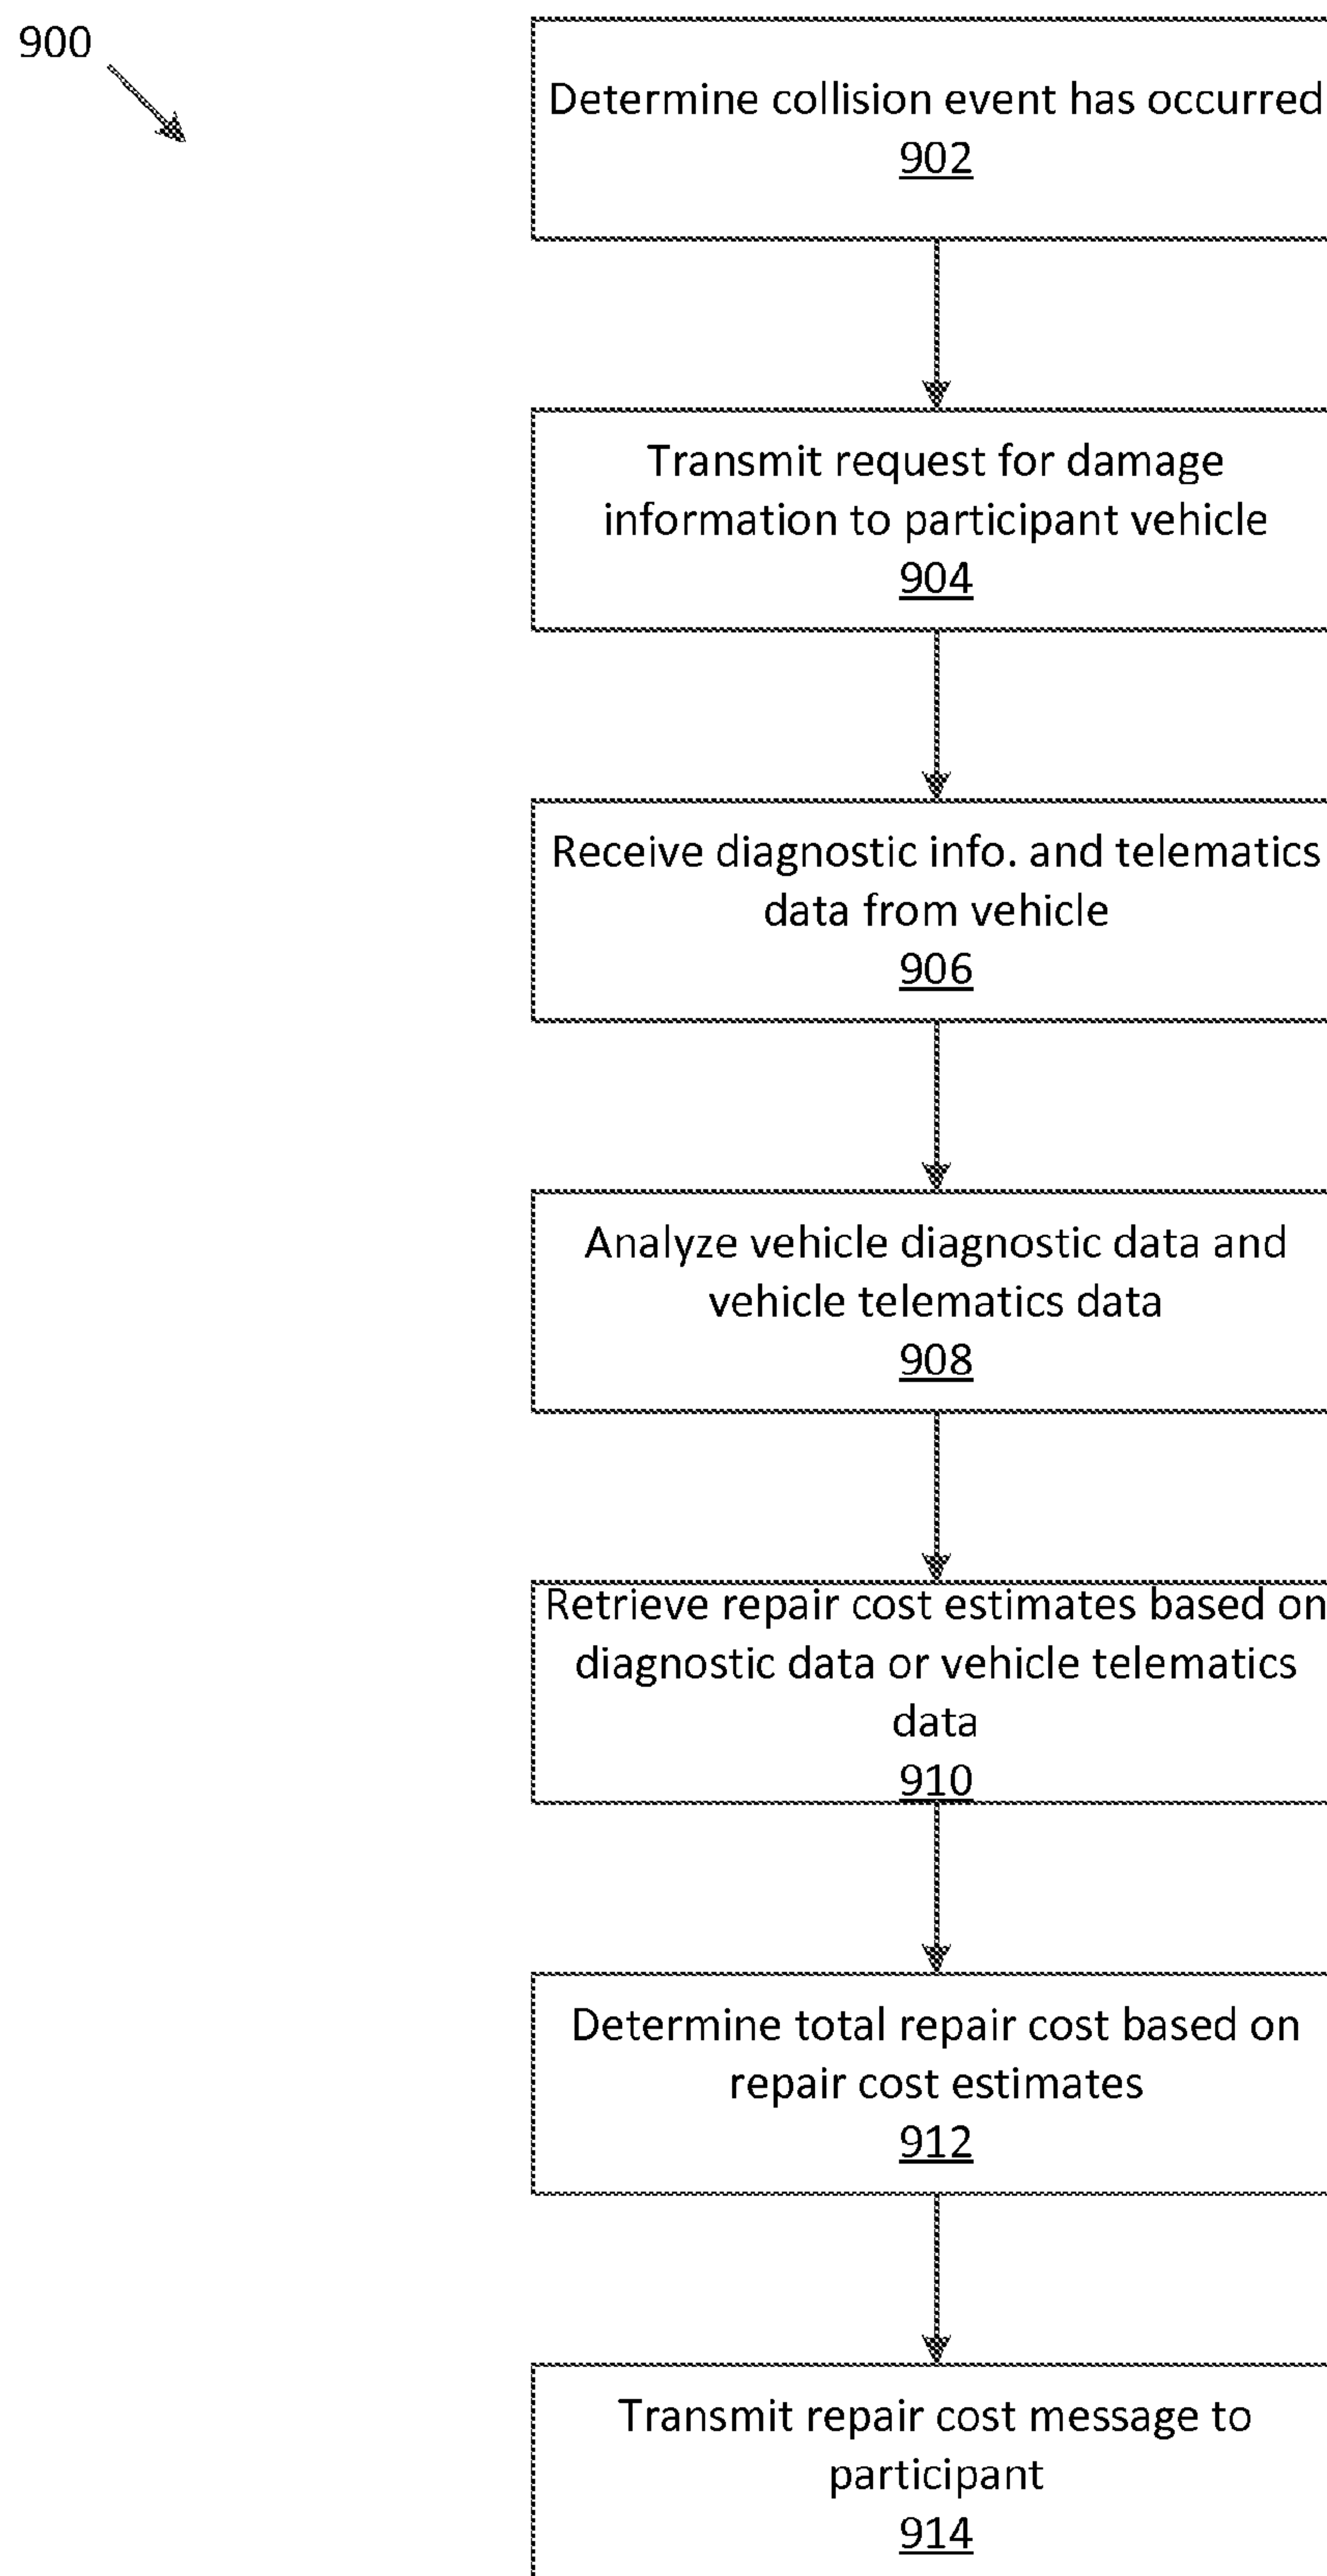 900
Determine collision event has occurred
902
Transmit request for damage
information to participant vehicle
904
Receive diagnostic info. and telematics
data from vehicle
906
Analyze vehicle diagnostic data and
vehicle telematics data
908
Retrieve repair cost estimates based on
diagnostic data or vehicle telematics
data
910
Determine total repair cost based on
repair cost estimates
912
Transmit repair cost message to
participant
914